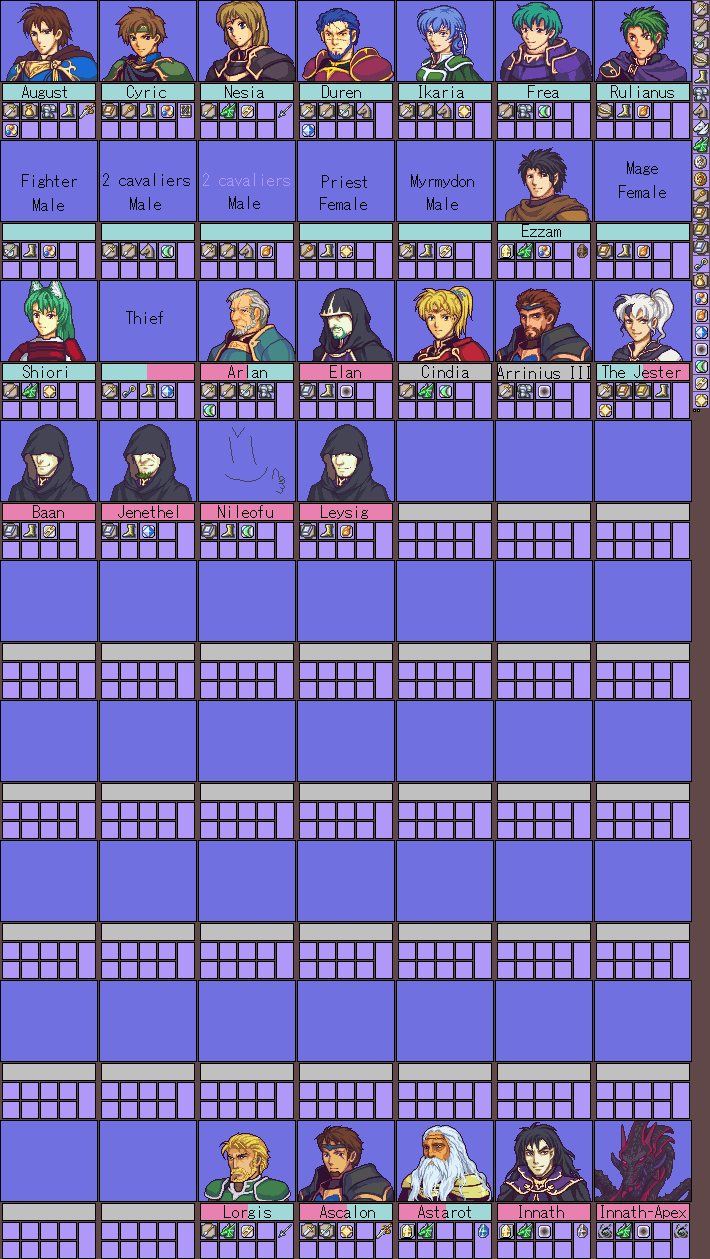 August
Cyric
Nesia
Duren
Ikaria
Frea
Rulianus
Fighter
Male
2 cavaliers
Male
2 cavaliers
Male
Priest
Female
Myrmydon
Male
Ezzam
Mage
Female
Shiori
Thief
Arlan
Elan
Cindia
Arrinius III
The Jester
Baan
Jenethel
Nileofu
Leysig
Lorgis
Ascalon
Astarot
Innath
Innath-Apex